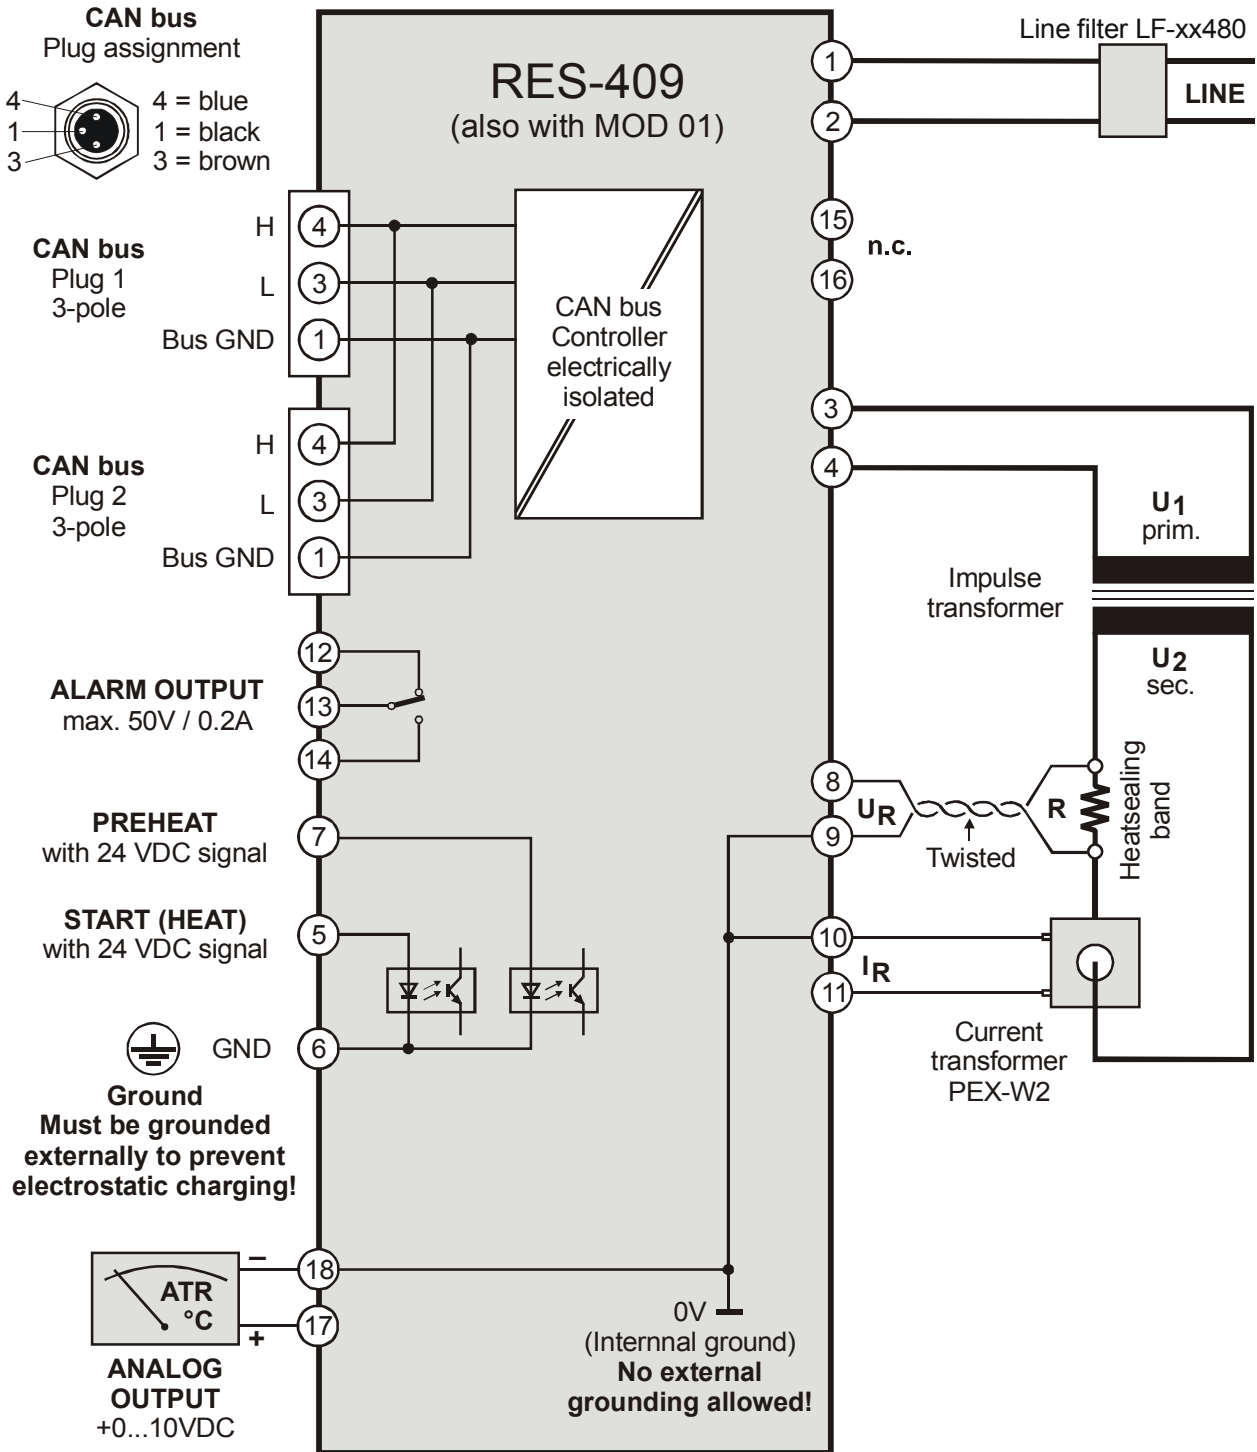 CAN bus
Plug assignment
4
1
3
4 = blue
1 = black
3 = brown
RES-409
(also with MOD 01)
1
2
Line filter LF-xx480
LINE
15
n.c.
16
CAN bus
Plug 1
3-pole
H
4
L
3
Bus GND
1
CAN bus
Controller
electrically
isolated
CAN bus
Plug 2
3-pole
H
4
L
3
Bus GND
1
3
4
U1
prim.
Impulse
transformer
U2
sec.
ALARM OUTPUT
max. 50V / 0.2A
12
13
14
PREHEAT
with 24 VDC signal
7
START (HEAT)
with 24 VDC signal
5
GND
6
Ground
Must be grounded
externally to prevent
electrostatic charging!
8
UR
9
Twisted
R
Heatsealing
band
10
IR
11
Current
transformer
PEX-W2
ATR
°C
–
+
18
17
ANALOG
OUTPUT
+0...10VDC
0V
(Internnal ground)
No external
grounding allowed!